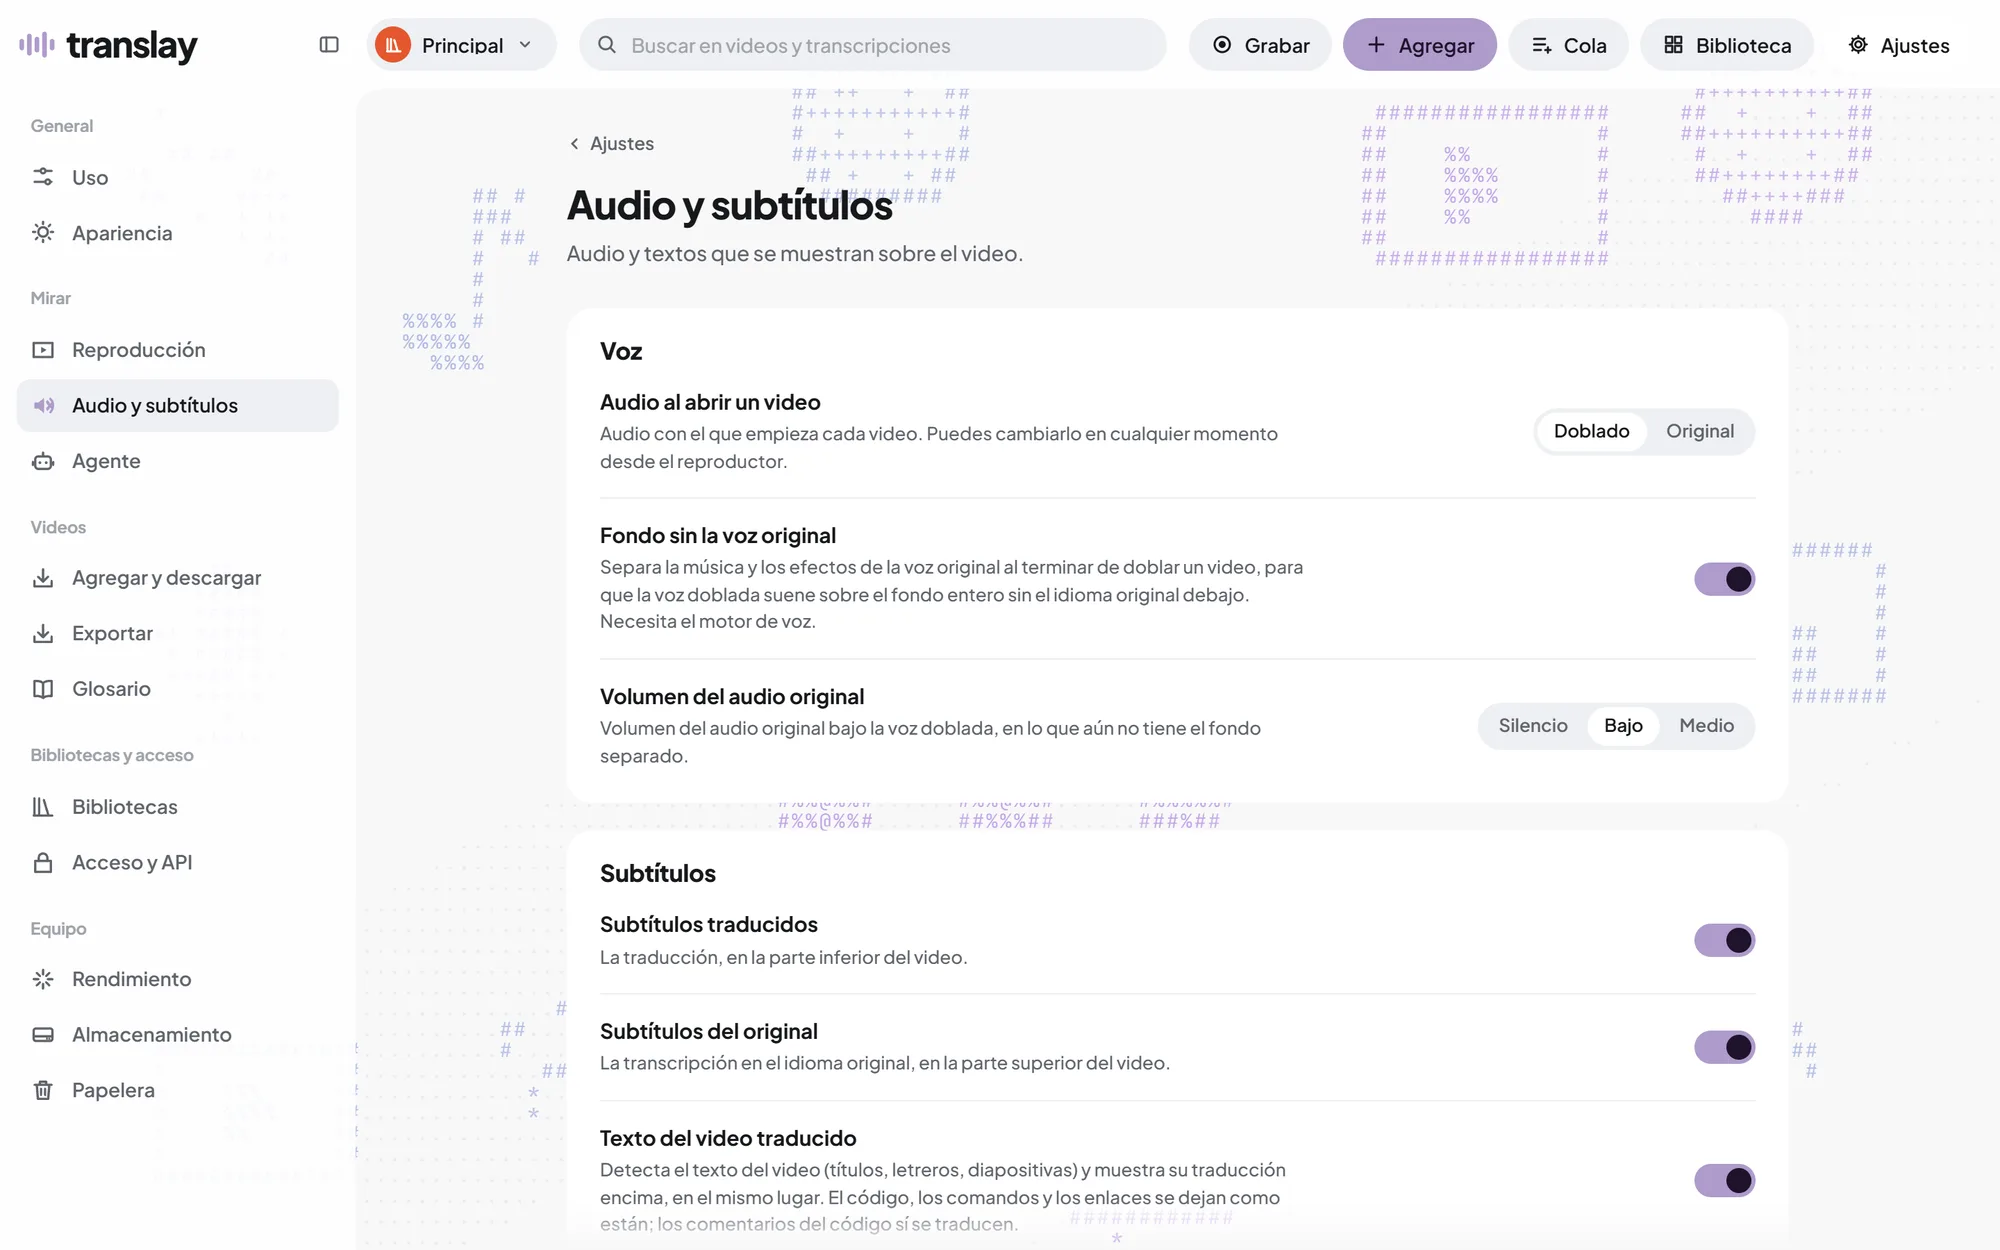 translay
Principal
Buscar en videos y transcripciones
Grabar
Agregar
Cola
Biblioteca
Ajustes
General
Uso
Apariencia
Mirar
Reproducción
Audio y subtítulos
Agente
Videos
Agregar y descargar
Exportar
Glosario
Bibliotecas y acceso
Bibliotecas
Acceso y API
Equipo
Rendimiento
Almacenamiento
Papelera
Ajustes
Audio y subtítulos
Audio y textos que se muestran sobre el video.
Voz
Audio al abrir un video
Audio con el que empieza cada video. Puedes cambiarlo en cualquier momento
desde el reproductor.
Doblado
Original
Fondo sin la voz original
Separa la música y los efectos de la voz original al terminar de doblar un video, para
que la voz doblada suene sobre el fondo entero sin el idioma original debajo.
Necesita el motor de voz.
Volumen del audio original
Volumen del audio original bajo la voz doblada, en lo que aún no tiene el fondo
separado.
Silencio
Bajo
Medio
Subtítulos
Subtítulos traducidos
La traducción, en la parte inferior del video.
Subtítulos del original
La transcripción en el idioma original, en la parte superior del video.
Texto del video traducido
Detecta el texto del video (títulos, letreros, diapositivas) y muestra su traducción
encima, en el mismo lugar. El código, los comandos y los enlaces se dejan como
están; los comentarios del código sí se traducen.